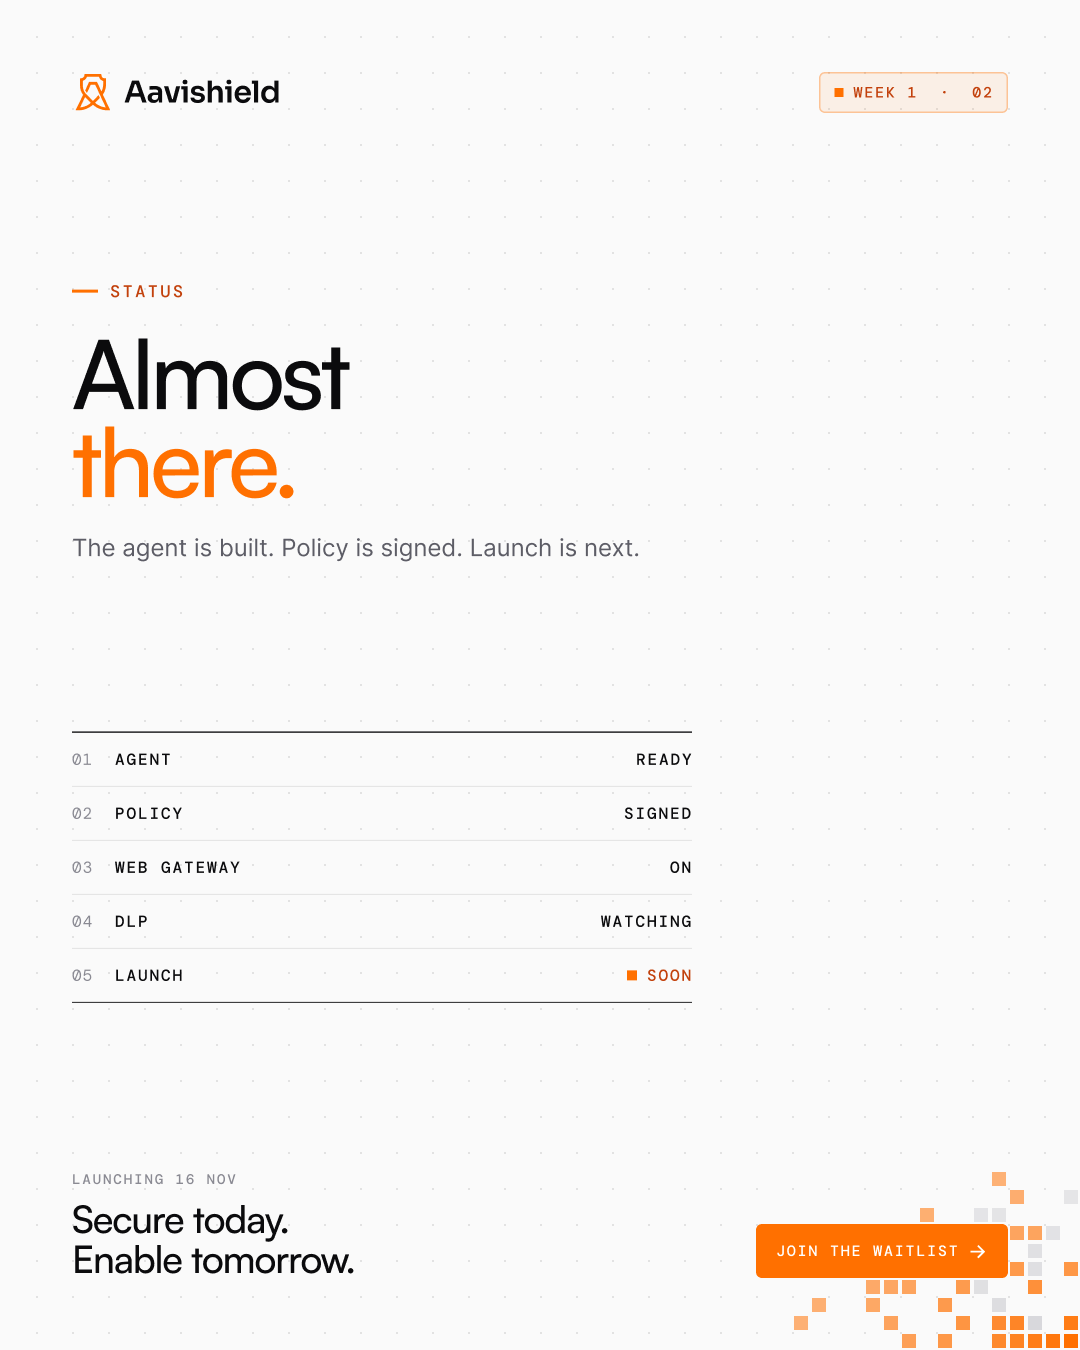 Aavishield
WEEK 1 · 02
STATUS
Almost
there.
The agent is built. Policy is signed. Launch is next.
01 AGENT READY
02 POLICY SIGNED
03 WEB GATEWAY ON
04 DLP WATCHING
05 LAUNCH SOON
LAUNCHING 16 NOV
Secure today.
Enable tomorrow.
JOIN THE WAITLIST →